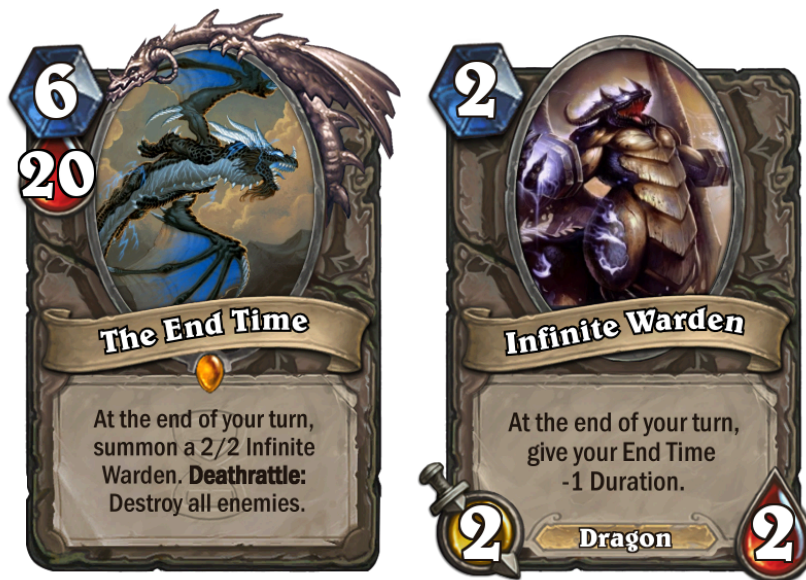 6
20
The End Time
At the end of your turn,
summon a 2/2 Infinite
Warden. Deathrattle:
Destroy all enemies.
2
Infinite Warden
At the end of your turn,
give your End Time
-1 Duration.
2
Dragon
2